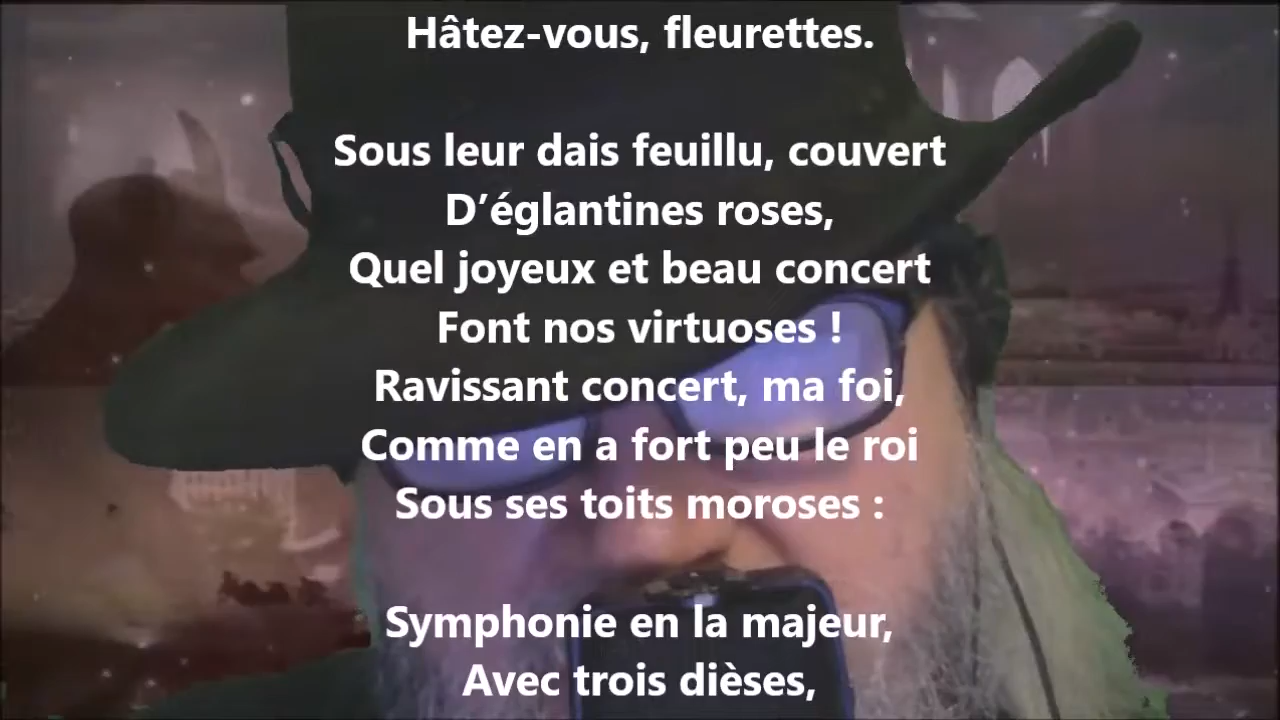 Hâtez-vous, fleurettes.
Sous leur dais feuillu, couvert
D’églantines roses,
Quel joyeux et beau concert
Font nos virtuoses !
Ravissant concert, ma foi,
Comme en a fort peu le roi
Sous ses toits moroses :
Symphonie en la majeur,
Avec trois dièses,